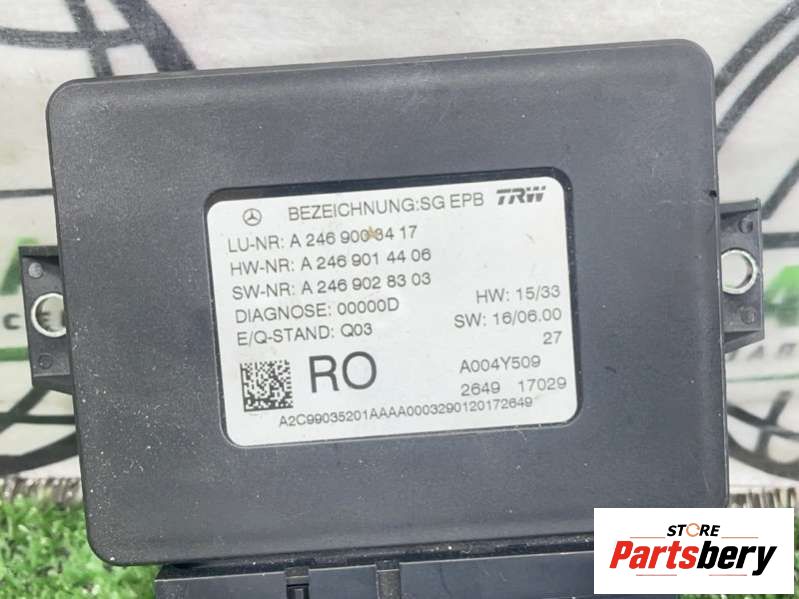 BEZEICHNUNG:SG EPB TRW
LU-NR: A 246 900 3417
HW-NR: A 246 901 44 06
SW-NR: A 246 902 83 03
DIAGNOSE: 00000D
HW: 15/33
E/Q-STAND: Q03
SW: 16/06.00
27
RO
A004Y509
2649 17029
A2C99035201AAAA0003290120172649
STORE
Partsbery